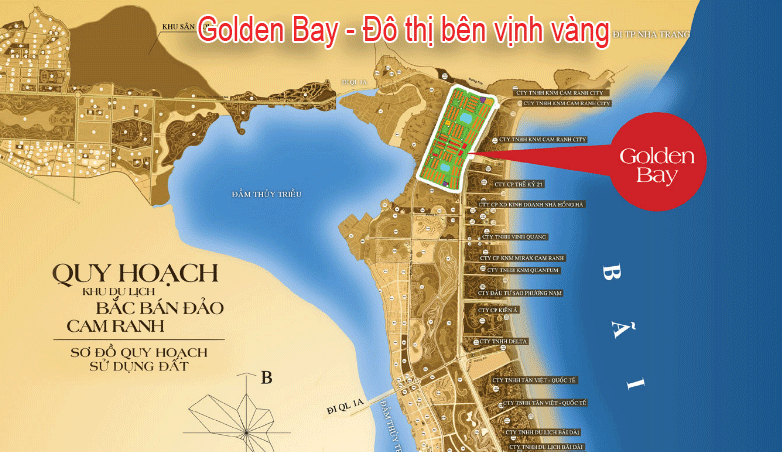 KHU SÂN
Golden Bay - Đô thị bên vịnh vàng
ĐI TP NHA TRANG
ĐI QL 1A
CTY TNHH KNM CAM RANH CITY
CTY TNHH KNM CAM RANH CITY
CTY TNHH KNM CAM RANH CITY
Golden
Bay
ĐẦM THỦY TRIỀU
CTY CP THẾ KỶ 21
CTY CP XD KINH DOANH NHÀ HỒNG HÀ
CTY TNHH VINH QUANG
CTY CP KNM MIRAX CAM RANH
CTY TNHH KNM QUANTUM
CTY ĐẦU TƯ SAO PHƯƠNG NAM
CTY CP KIẾN Á
CTY TNHH DELTA
CTY TNHH TÂN VIỆT - QUỐC TẾ
CTY TNHH TÂN VIỆT - QUỐC TẾ
CTY TNHH DU LỊCH BÃI DÀI
CTY TNHH DU LỊCH BÃI DÀI
BÃI
QUY HOẠCH
KHU DU LỊCH
BẮC BÁN ĐẢO
CAM RANH
SƠ ĐỒ QUY HOẠCH
SỬ DỤNG ĐẤT
B
ĐI QL 1A